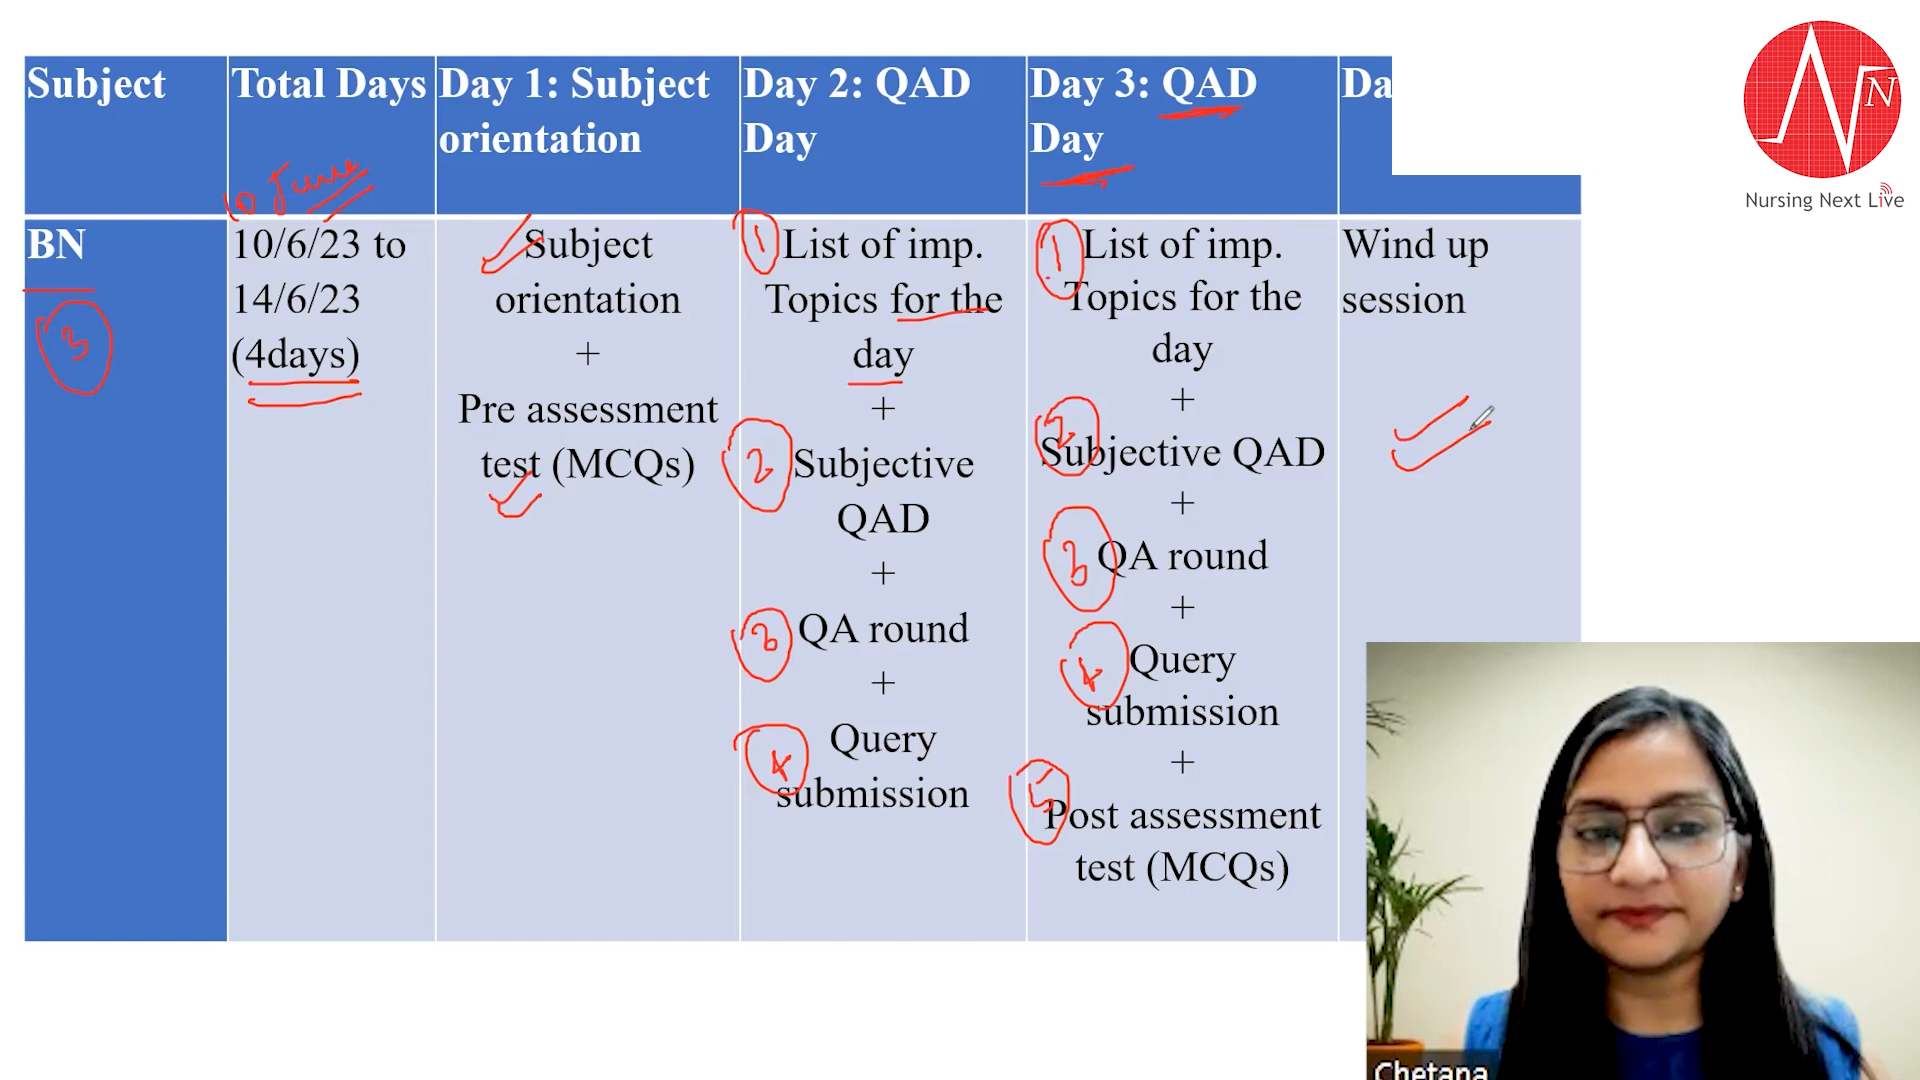 Subject
Total Days
Day 1: Subject
orientation
Day 2: QAD
Day
Day 3: QAD
Day
Da
10 June
BN
3
10/6/23 to
14/6/23
(4days)
Subject
orientation
+
Pre assessment
test (MCQs)
1 List of imp.
Topics for the
day
+
2 Subjective
QAD
+
3 QA round
+
4 Query
submission
1 List of imp.
Topics for the
day
+
2 Subjective QAD
+
3 QA round
+
4 Query
submission
+
5 Post assessment
test (MCQs)
Wind up
session
N
Nursing Next Live
Chetana